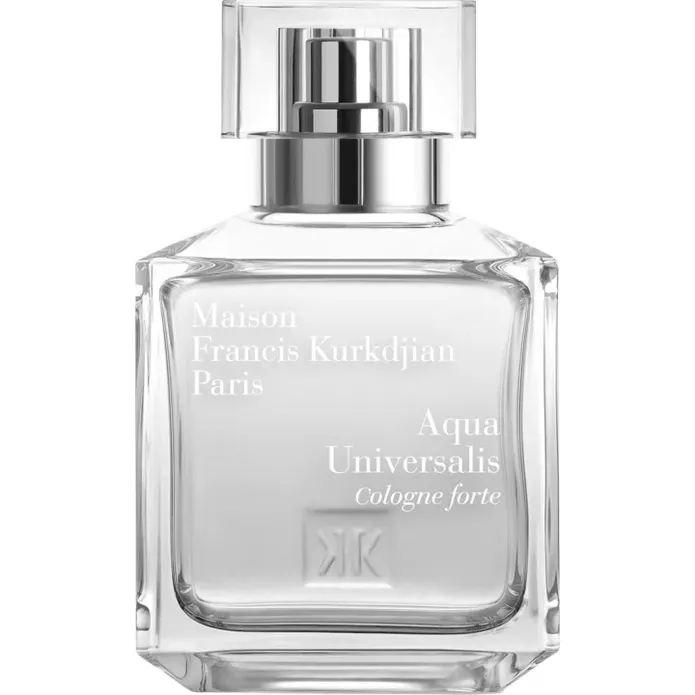 Maison
Francis Kurkdjian
Paris
Aqua
Universalis
Cologne forte